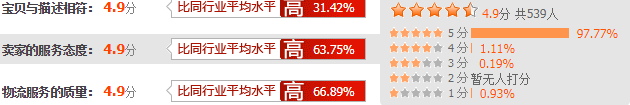 宝贝与描述相符： 4.9分 比同行业平均水平 高 31.42%
卖家的服务态度： 4.9分 比同行业平均水平 高 63.75%
物流服务的质量： 4.9分 比同行业平均水平 高 66.89%
4.9分 共539人
5分 97.77%
4分 1.11%
3分 0.19%
2分 暂无人打分
1分 0.93%